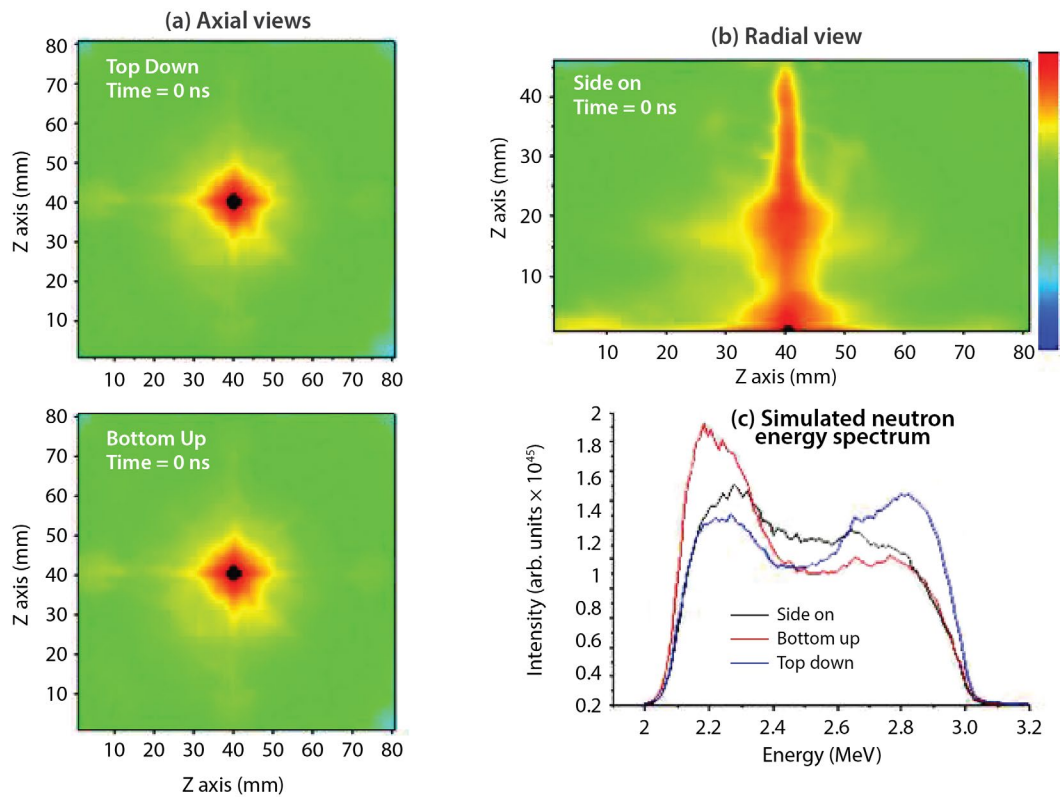 (a) Axial views
80
70
60
50
40
30
20
10
Z axis (mm)
Top Down
Time = 0 ns
10 20 30 40 50 60 70 80
80
70
60
50
40
30
20
10
Z axis (mm)
Bottom Up
Time = 0 ns
10 20 30 40 50 60 70 80
Z axis (mm)
(b) Radial view
40
30
20
10
Z axis (mm)
Side on
Time = 0 ns
10 20 30 40 50 60 70 80
Z axis (mm)
(c) Simulated neutron
energy spectrum
2
1.8
1.6
1.4
1.2
1
0.8
0.6
0.4
0.2
Intensity (arb. units × 10⁴⁵)
Side on
Bottom up
Top down
2 2.2 2.4 2.6 2.8 3.0 3.2
Energy (MeV)